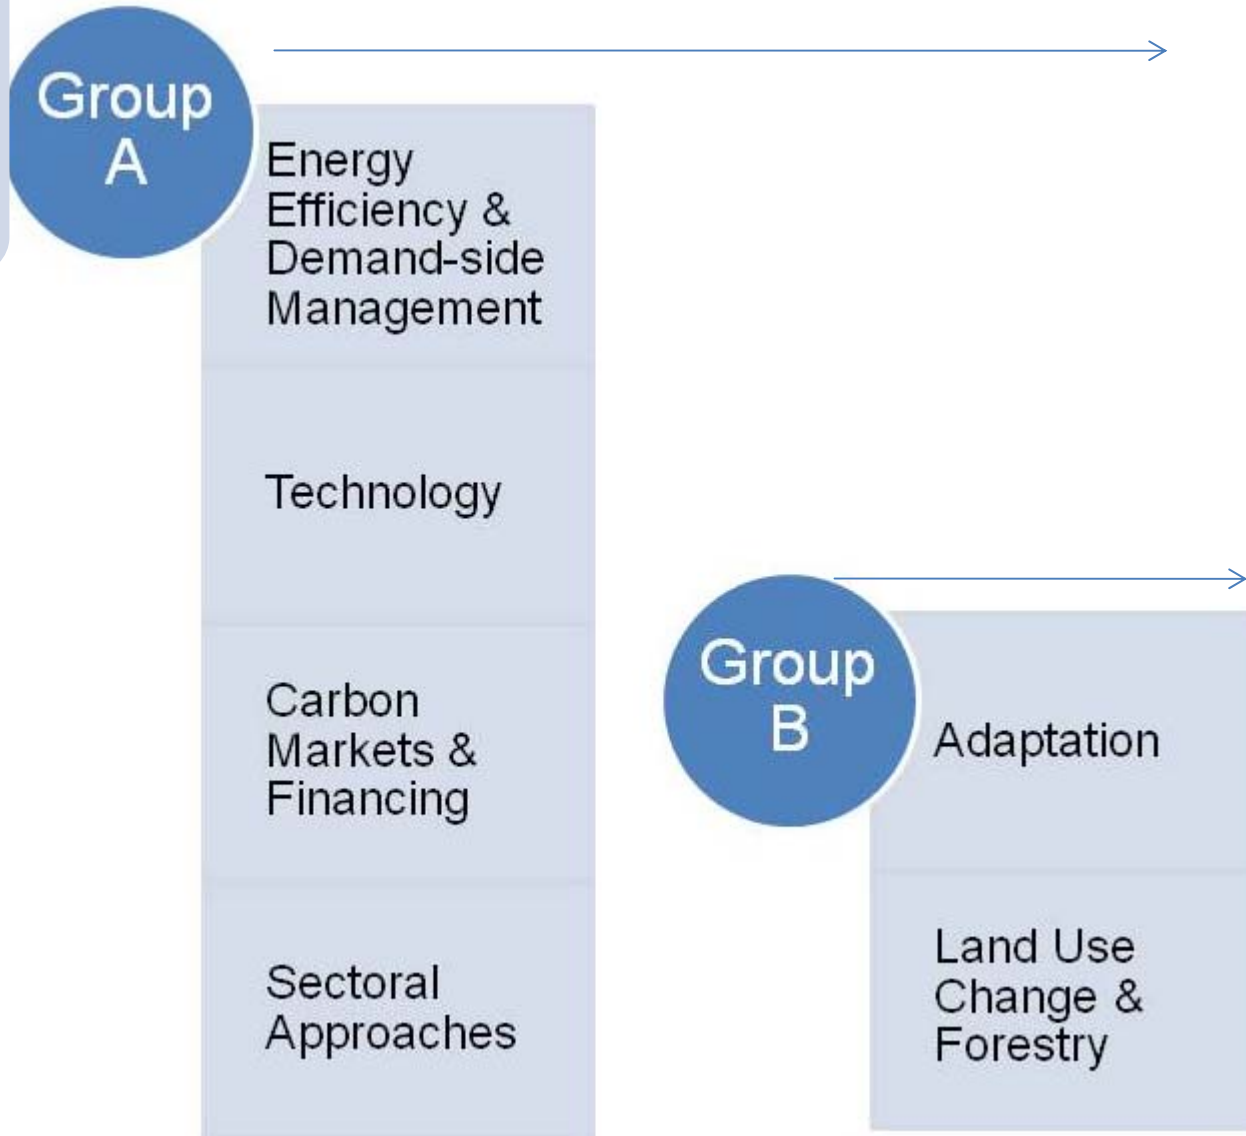 Group
A
Energy
Efficiency &
Demand-side
Management
Technology
Carbon
Markets &
Financing
Sectoral
Approaches
Group
B
Adaptation
Land Use
Change &
Forestry